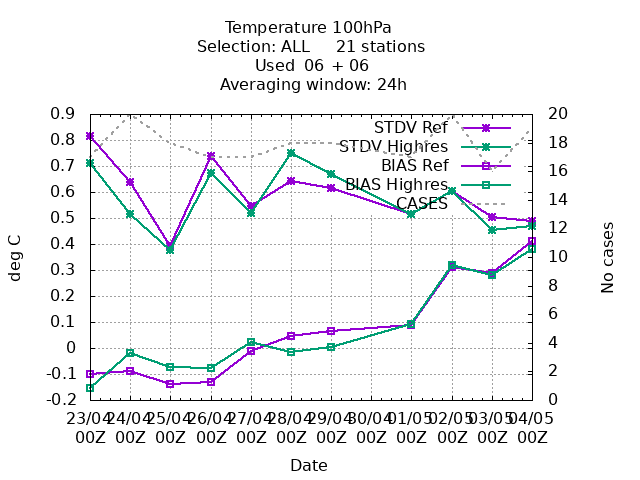 Temperature 100hPa
Selection: ALL 21 stations
Used 06 + 06
Averaging window: 24h
STDV Ref
STDV Highres
BIAS Ref
BIAS Highres
CASES
0.9
0.8
0.7
0.6
0.5
0.4
0.3
0.2
0.1
0
-0.1
-0.2
deg C
20
18
16
14
12
10
8
6
4
2
0
No cases
23/04 24/04 25/04 26/04 27/04 28/04 29/04 30/04 01/05 02/05 03/05 04/05
00Z 00Z 00Z 00Z 00Z 00Z 00Z 00Z 00Z 00Z 00Z 00Z
Date